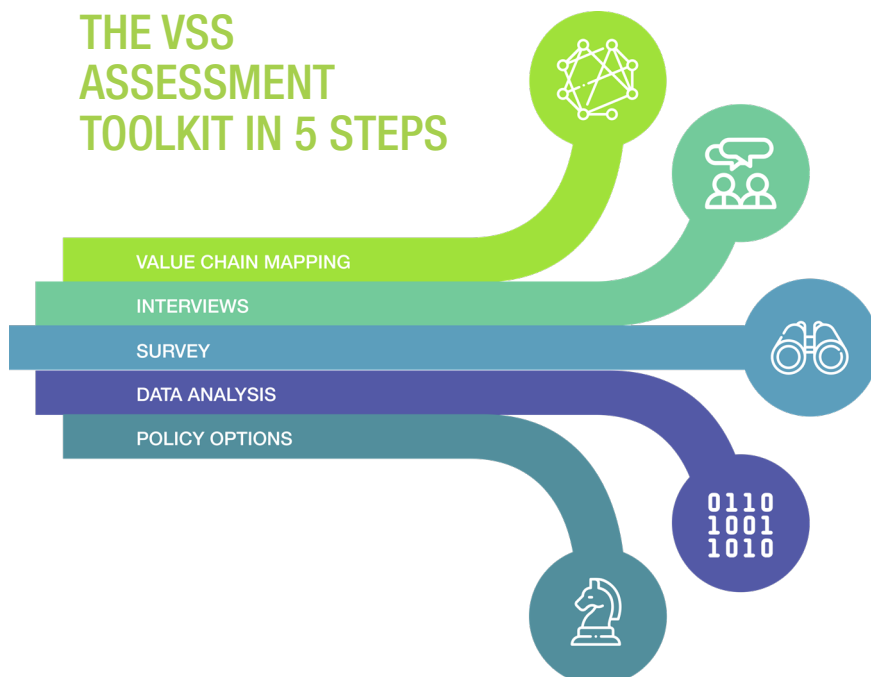 THE VSS
ASSESSMENT
TOOLKIT IN 5 STEPS
VALUE CHAIN MAPPING
INTERVIEWS
SURVEY
DATA ANALYSIS
POLICY OPTIONS
0110
1001
1010